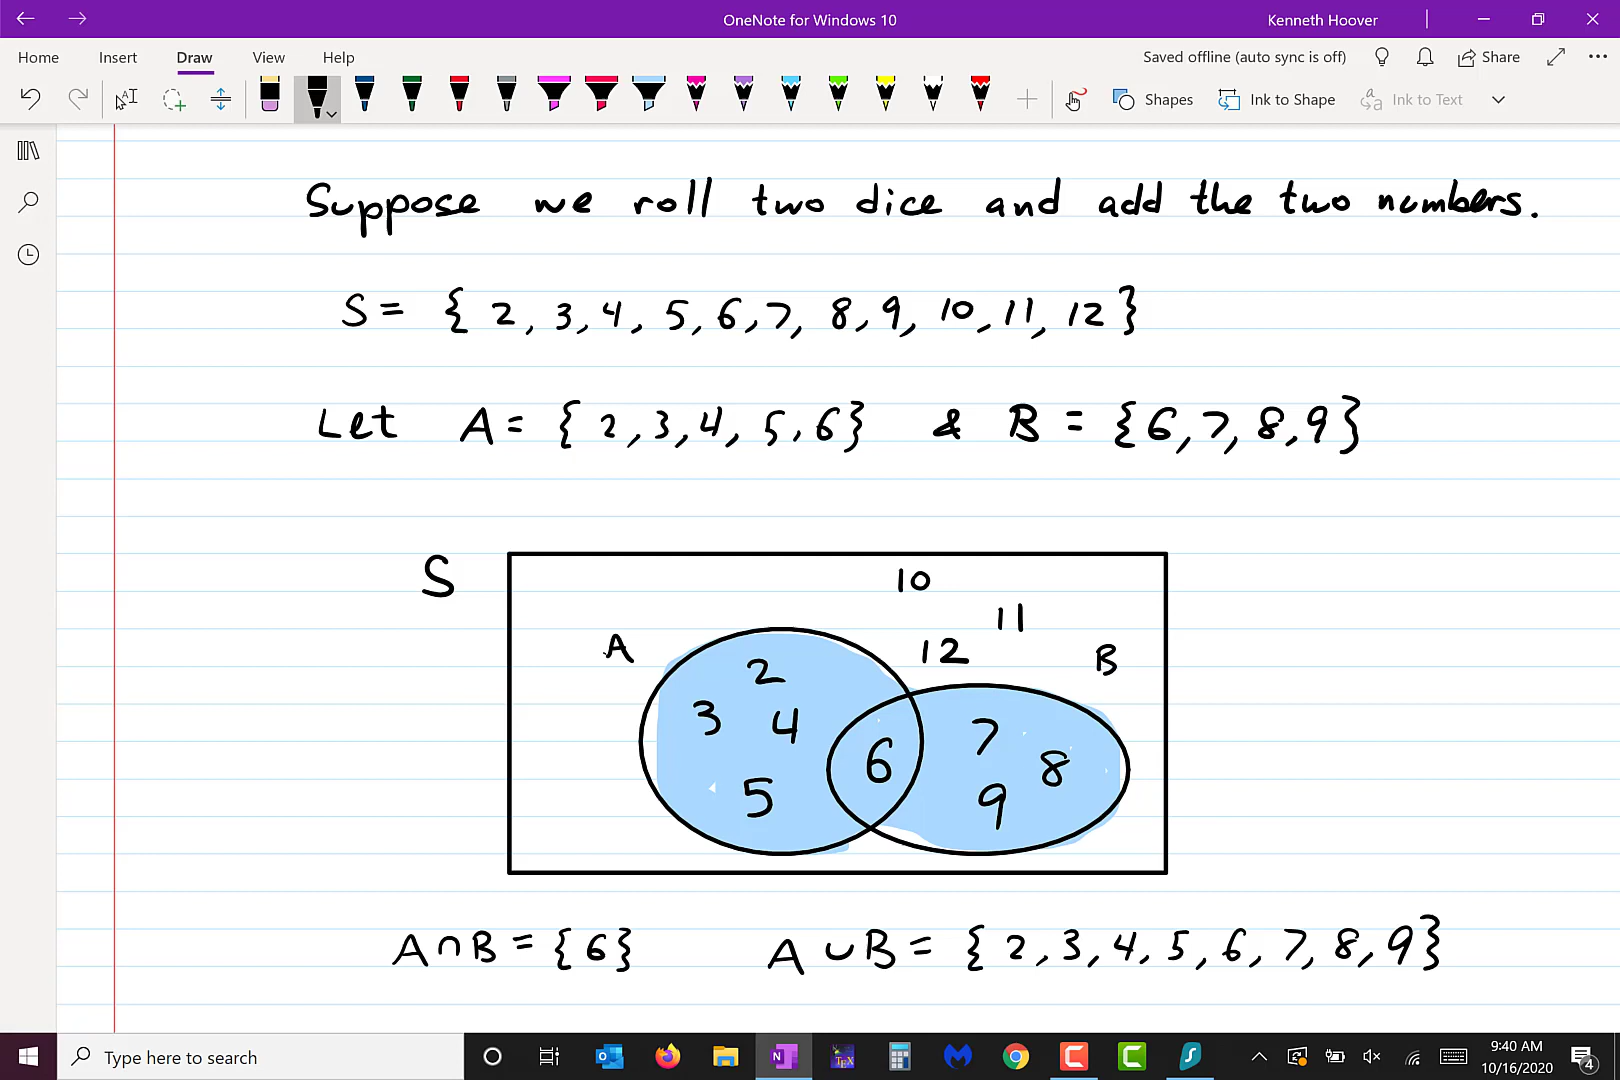 OneNote for Windows 10
Kenneth Hoover
Home Insert Draw View Help
Saved offline (auto sync is off) Share
Shapes Ink to Shape Ink to Text
Suppose we roll two dice and add the two numbers.
S = { 2, 3, 4, 5, 6, 7, 8, 9, 10, 11, 12 }
Let A = { 2, 3, 4, 5, 6 } & B = { 6, 7, 8, 9 }
S
10
11
A
12
B
2
3 4
7
6
8
5
9
A ∩ B = { 6 } A ∪ B = { 2, 3, 4, 5, 6, 7, 8, 9 }
Type here to search
9:40 AM
10/16/2020
4